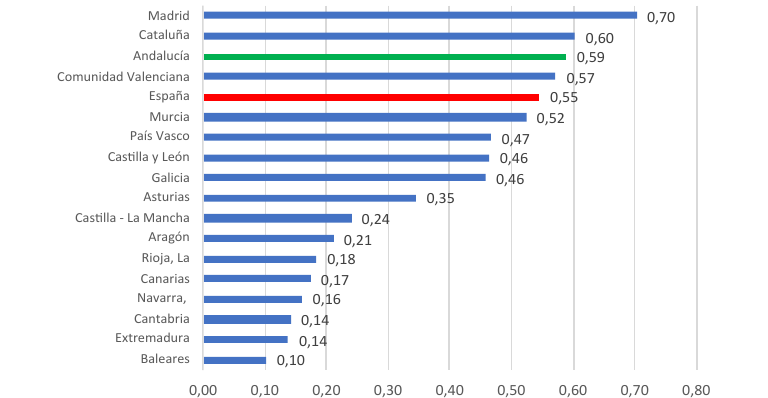 Madrid 0,70
Cataluña 0,60
Andalucía 0,59
Comunidad Valenciana 0,57
España 0,55
Murcia 0,52
País Vasco 0,47
Castilla y León 0,46
Galicia 0,46
Asturias 0,35
Castilla - La Mancha 0,24
Aragón 0,21
Rioja, La 0,18
Canarias 0,17
Navarra, 0,16
Cantabria 0,14
Extremadura 0,14
Baleares 0,10
0,00 0,10 0,20 0,30 0,40 0,50 0,60 0,70 0,80